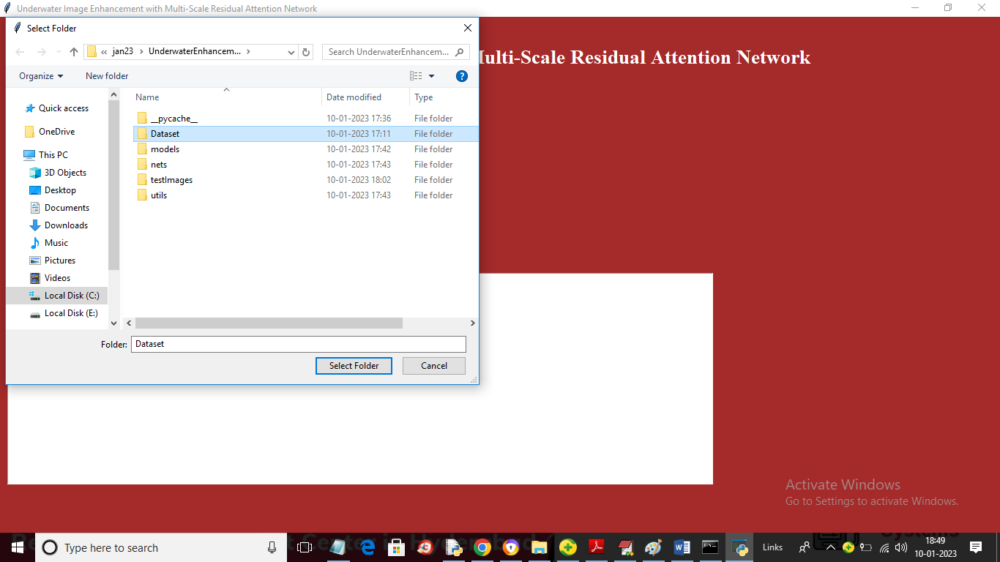 Underwater Image Enhancement with Multi-Scale Residual Attention Network
Select Folder
« jan23 › UnderwaterEnhancem... ›
Search UnderwaterEnhancem...
Multi-Scale Residual Attention Network
Organize
New folder
?
Name Date modified Type
__pycache__ 10-01-2023 17:36 File folder
Dataset 10-01-2023 17:11 File folder
models 10-01-2023 17:42 File folder
nets 10-01-2023 17:43 File folder
testImages 10-01-2023 18:02 File folder
utils 10-01-2023 17:43 File folder
Quick access
OneDrive
This PC
3D Objects
Desktop
Documents
Downloads
Music
Pictures
Videos
Local Disk (C:)
Local Disk (E:)
Folder: Dataset
Select Folder
Cancel
Activate Windows
Go to Settings to activate Windows.
Type here to search
Links
18:49
10-01-2023